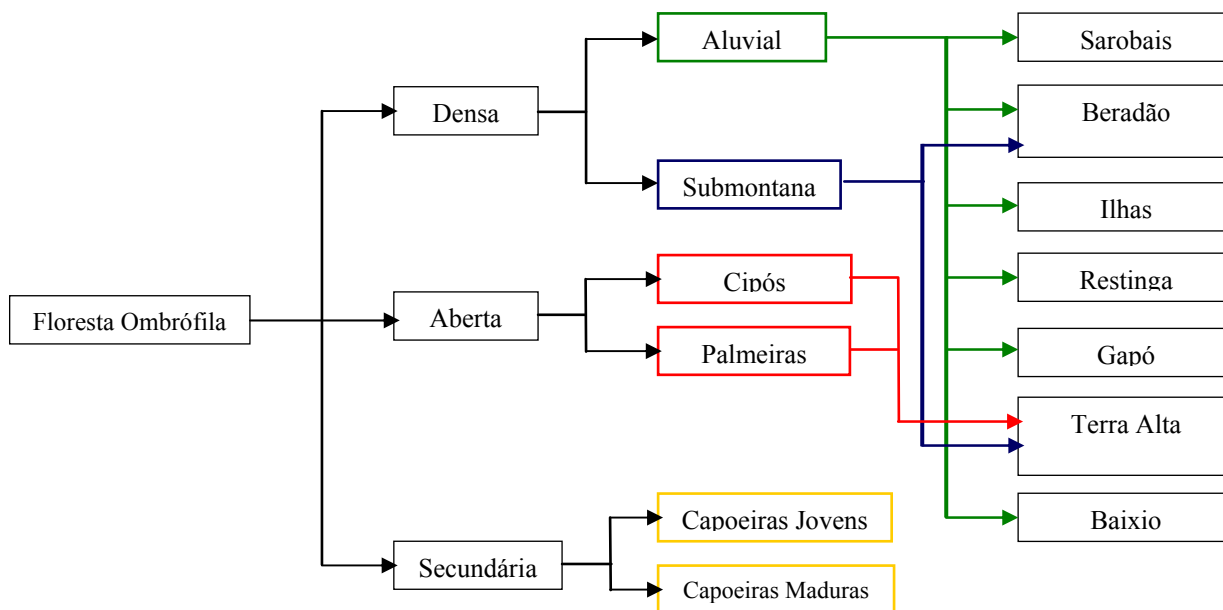 Floresta Ombrófila
Densa
Aberta
Secundária
Aluvial
Submontana
Cipós
Palmeiras
Capoeiras Jovens
Capoeiras Maduras
Sarobais
Beradão
Ilhas
Restinga
Gapó
Terra Alta
Baixio